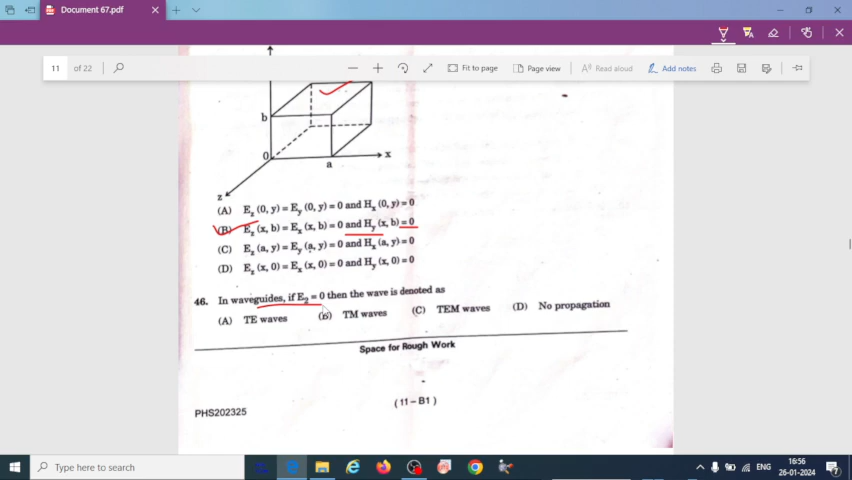 Document 67.pdf
11 of 22
Fit to page
Page view
Read aloud
Add notes
b
0
x
a
z
(A) Ez (0, y) = Ey (0, y) = 0 and Hx (0, y) = 0
(B) Ez (x, b) = Ex (x, b) = 0 and Hy (x, b) = 0
(C) Ez (a, y) = Ey (a, y) = 0 and Hx (a, y) = 0
(D) Ez (x, 0) = Ex (x, 0) = 0 and Hy (x, 0) = 0
46. In waveguides, if E2 = 0 then the wave is denoted as
(A) TE waves (B) TM waves (C) TEM waves (D) No propagation
Space for Rough Work
(11 – B1)
PHS202325
Type here to search
ENG
16:56
26-01-2024